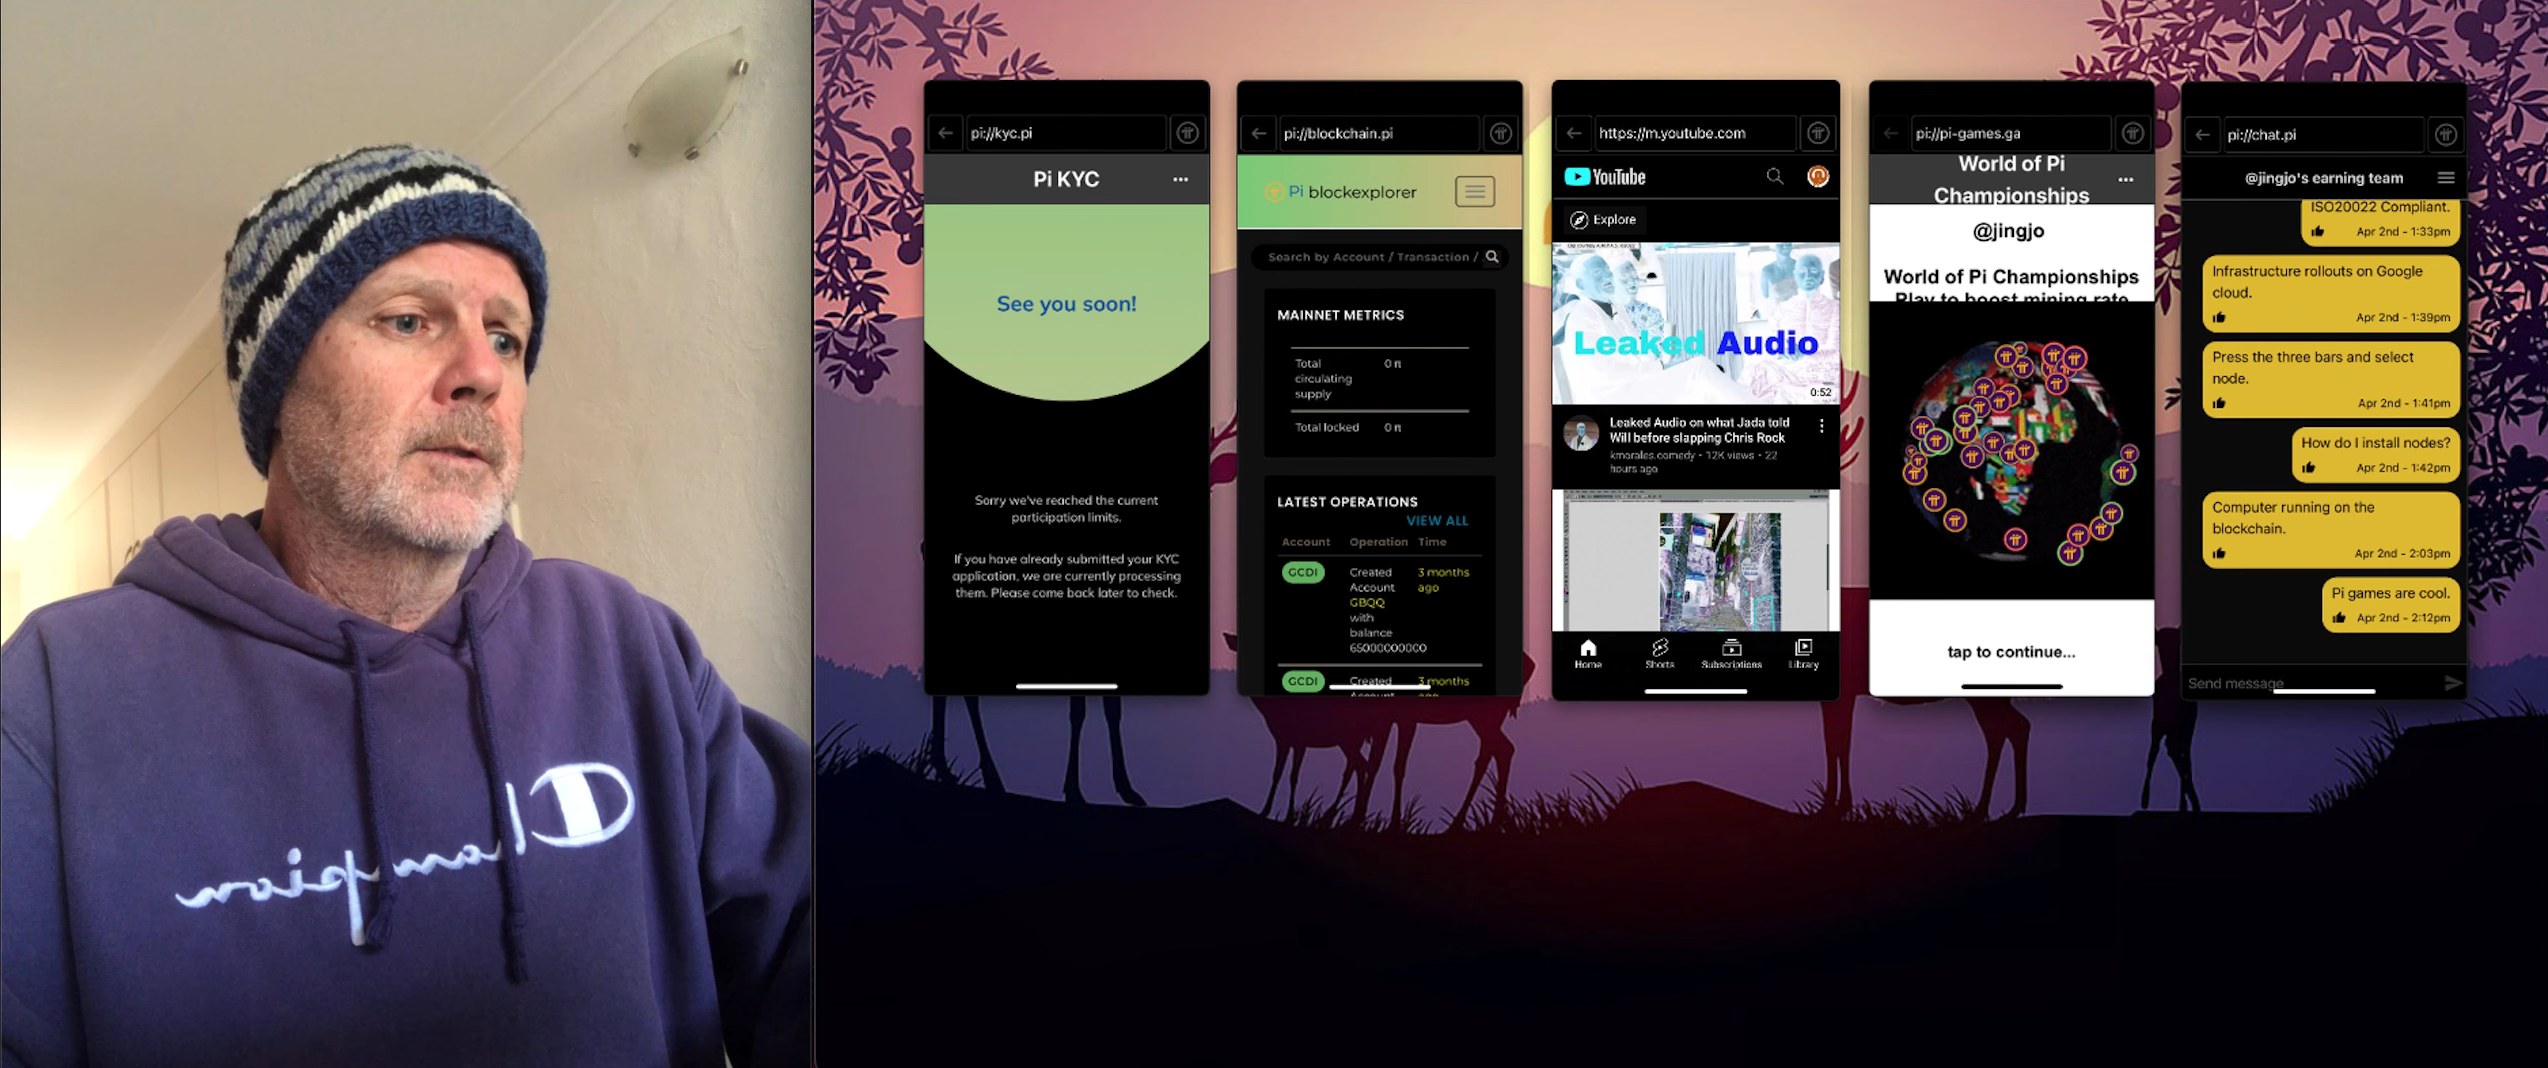 Champion
pi://kyc.pi
Pi KYC
See you soon!
Sorry we've reached the current
participation limits.
If you have already submitted your KYC
application, we are currently processing
them. Please come back later to check.
pi://blockchain.pi
Pi blockexplorer
Search by Account / Transaction /
MAINNET METRICS
Total
circulating
supply
0 π
Total locked
0 π
LATEST OPERATIONS
VIEW ALL
Account Operation Time
GCDI
Created
Account
GBQQ
with
balance
65000000000
3 months
ago
GCDI
Created
3 months
https://m.youtube.com
YouTube
Explore
Leaked Audio
0:52
Leaked Audio on what Jada told
Will before slapping Chris Rock
kmorales.comedy • 12K views • 22
hours ago
Home
Shorts
Subscriptions
Library
pi://pi-games.ga
World of Pi
Championships
@jingjo
World of Pi Championships
Play to boost mining rate
tap to continue...
pi://chat.pi
@jingjo's earning team
ISO20022 Compliant.
Apr 2nd - 1:33pm
Infrastructure rollouts on Google
cloud.
Apr 2nd - 1:39pm
Press the three bars and select
node.
Apr 2nd - 1:41pm
How do I install nodes?
Apr 2nd - 1:42pm
Computer running on the
blockchain.
Apr 2nd - 2:03pm
Pi games are cool.
Apr 2nd - 2:12pm
Send message